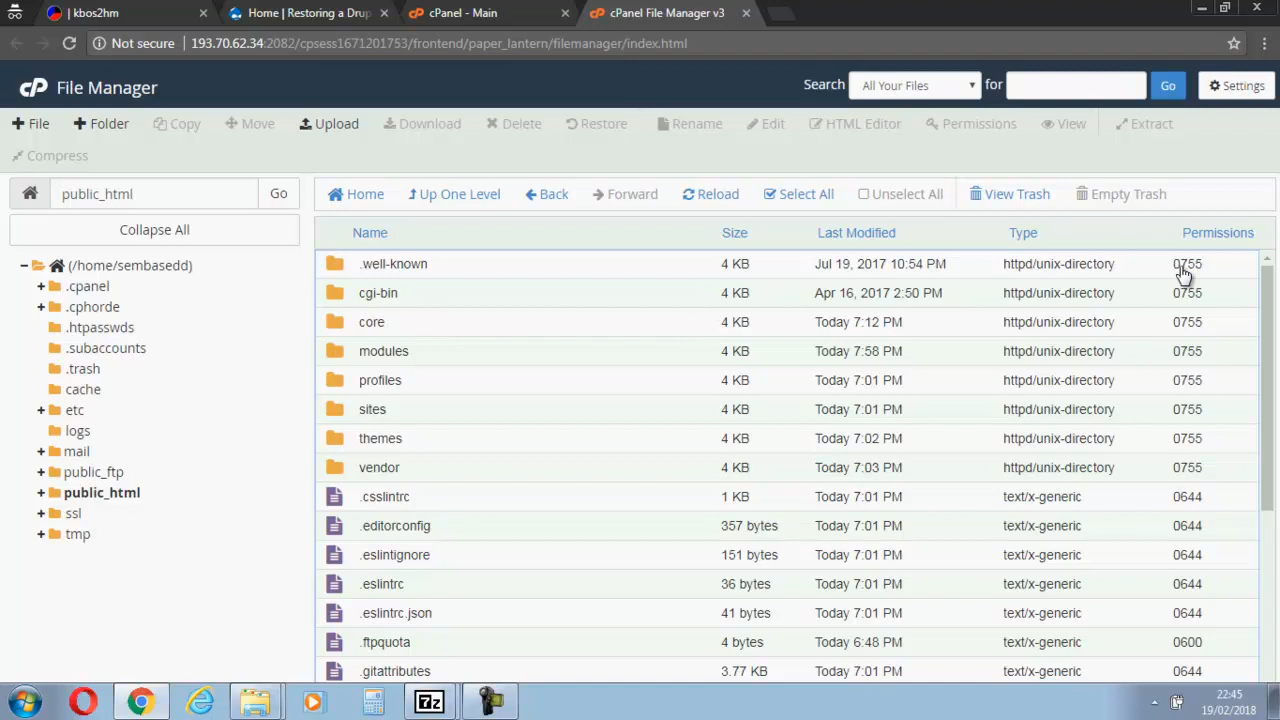 kbos2hm
Home | Restoring a Drup
cPanel - Main
cPanel File Manager v3
Not secure 193.70.62.34:2082/cpsess1671201753/frontend/paper_lantern/filemanager/index.html
cP File Manager
Search All Your Files for Go Settings
File Folder Copy Move Upload Download Delete Restore Rename Edit HTML Editor Permissions View Extract
Compress
public_html Go
Home Up One Level Back Forward Reload Select All Unselect All View Trash Empty Trash
Collapse All
(/home/sembasedd)
.cpanel
.cphorde
.htpasswds
.subaccounts
.trash
cache
etc
logs
mail
public_ftp
public_html
ssl
tmp
Name Size Last Modified Type Permissions
.well-known 4 KB Jul 19, 2017 10:54 PM httpd/unix-directory 0755
cgi-bin 4 KB Apr 16, 2017 2:50 PM httpd/unix-directory 0755
core 4 KB Today 7:12 PM httpd/unix-directory 0755
modules 4 KB Today 7:58 PM httpd/unix-directory 0755
profiles 4 KB Today 7:01 PM httpd/unix-directory 0755
sites 4 KB Today 7:01 PM httpd/unix-directory 0755
themes 4 KB Today 7:02 PM httpd/unix-directory 0755
vendor 4 KB Today 7:03 PM httpd/unix-directory 0755
.csslintrc 1 KB Today 7:01 PM text/x-generic 0644
.editorconfig 357 bytes Today 7:01 PM text/x-generic 0644
.eslintignore 151 bytes Today 7:01 PM text/x-generic 0644
.eslintrc 36 bytes Today 7:01 PM text/x-generic 0644
.eslintrc.json 41 bytes Today 7:01 PM text/x-generic 0644
.ftpquota 4 bytes Today 6:48 PM text/x-generic 0600
.gitattributes 3.77 KB Today 7:01 PM text/x-generic 0644
7z
22:45
19/02/2018